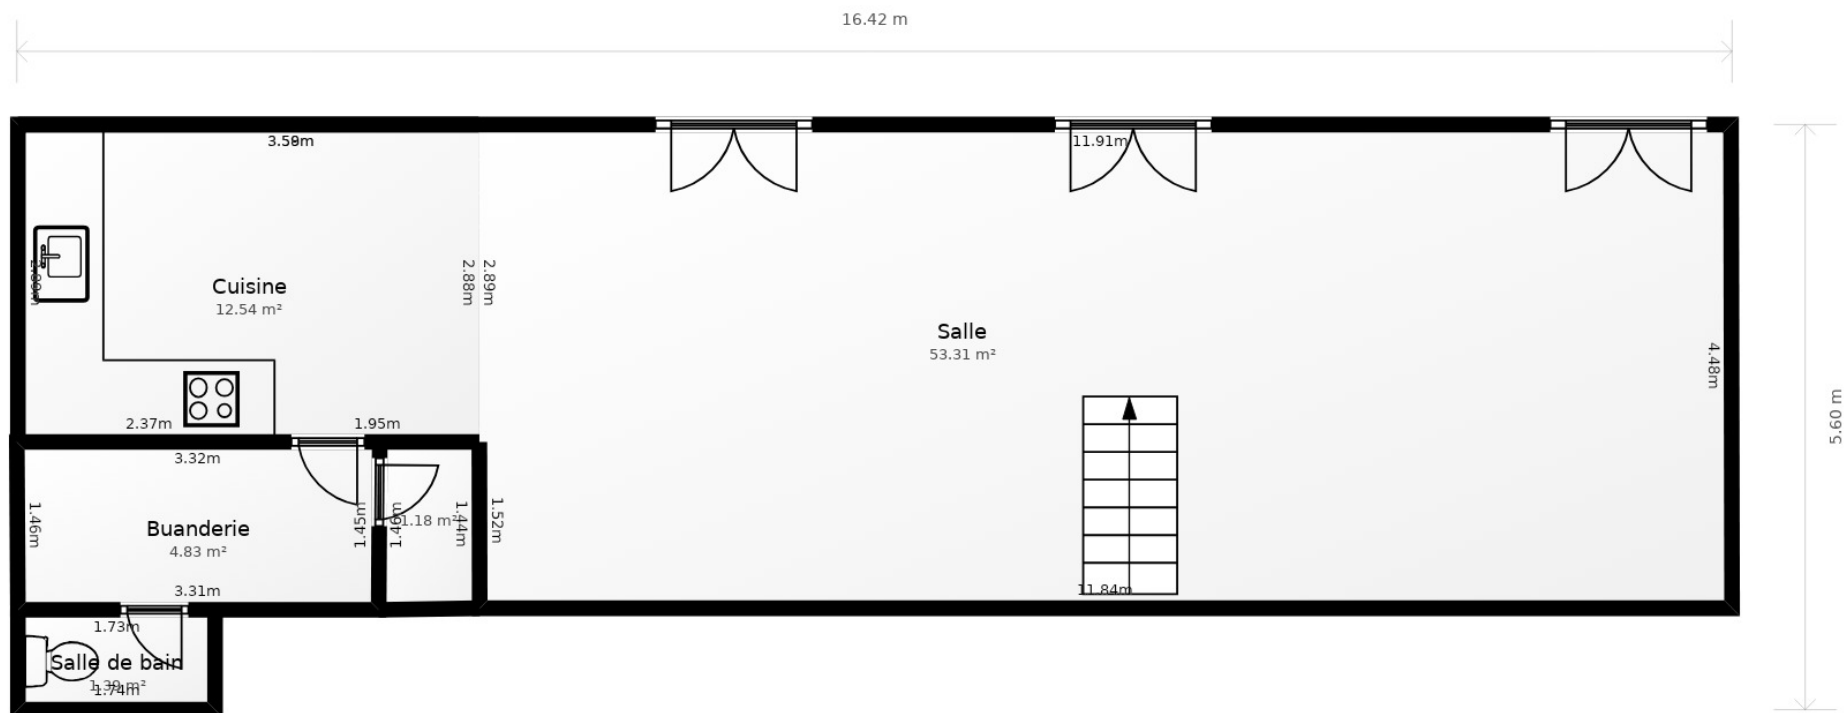 16.42 m
3.59m
11.91m
Cuisine
12.54 m²
2.88m
2.89m
Salle
53.31 m²
4.48m
5.60 m
2.37m
1.95m
3.32m
1.46m
Buanderie
4.83 m²
1.45m
1.46m
1.18 m²
1.44m
1.52m
3.31m
11.84m
1.73m
Salle de bain
1.74m